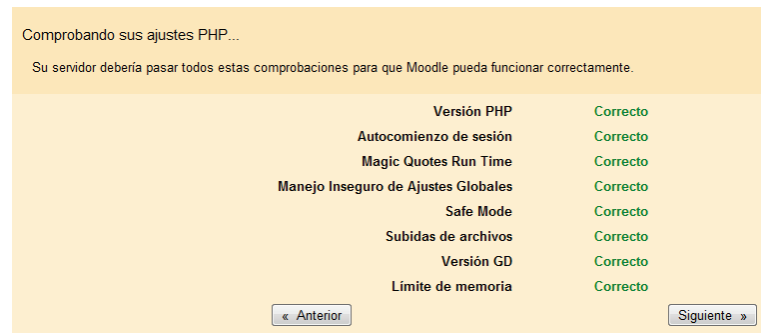 Comprobando sus ajustes PHP...
Su servidor debería pasar todos estas comprobaciones para que Moodle pueda funcionar correctamente.
Versión PHP Correcto
Autocomienzo de sesión Correcto
Magic Quotes Run Time Correcto
Manejo Inseguro de Ajustes Globales Correcto
Safe Mode Correcto
Subidas de archivos Correcto
Versión GD Correcto
Límite de memoria Correcto
« Anterior Siguiente »